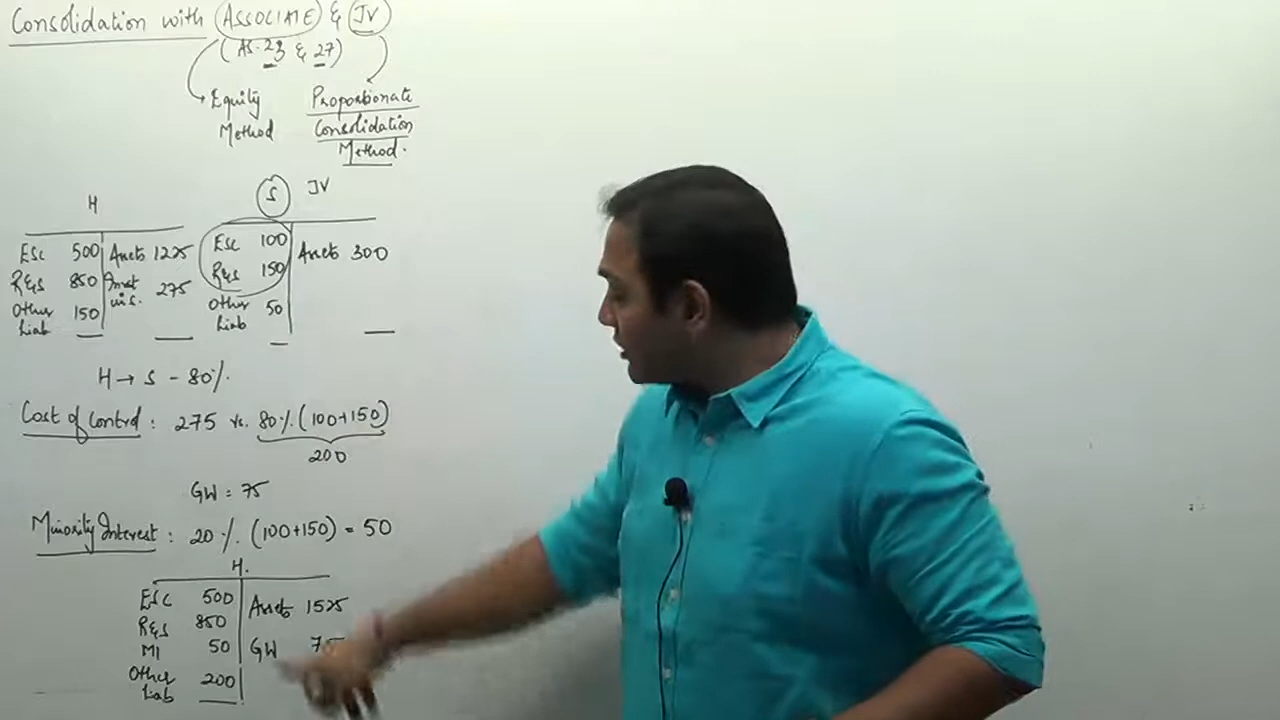 Consolidation with ASSOCIATE & JV
(AS-23 & 27)
Equity Method
Proportionate Consolidation Method.
H
ESC 500 Assets 1225
R&S 850 Invst in S. 275
Other Liab 150
S JV
ESC 100 Assets 300
R&S 150
Other Liab 50
H → S - 80%.
Cost of Control : 275 vs. 80% (100+150)
200
GW = 75
Minority Interest : 20% (100+150) = 50
H.
ESC 500 Assets 1525
R&S 850
MI 50 GW 75
Other Liab 200